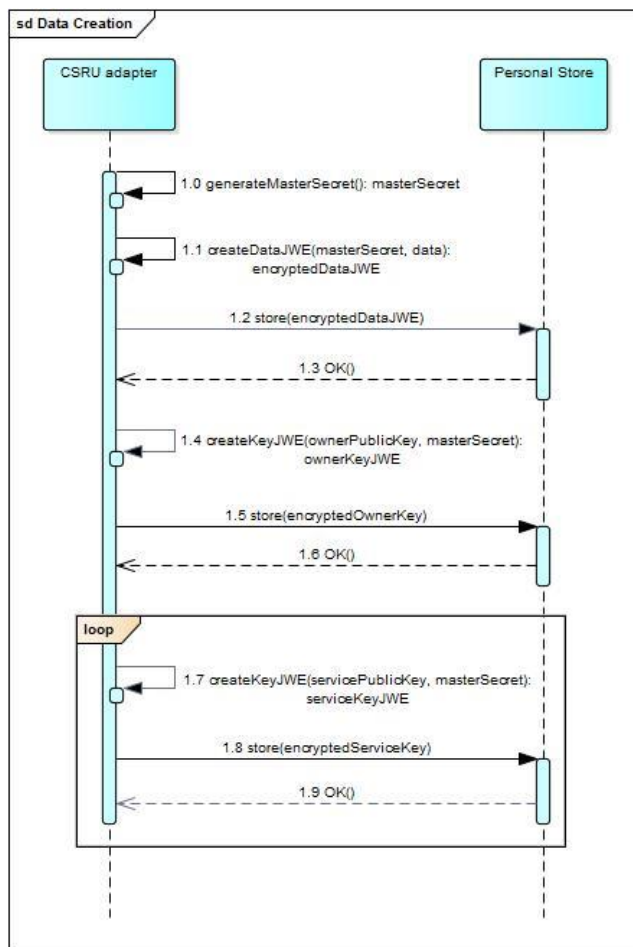 sd Data Creation
CSRU adapter
Personal Store
1.0 generateMasterSecret(): masterSecret
1.1 createDataJWE(masterSecret, data):
encryptedDataJWE
1.2 store(encryptedDataJWE)
1.3 OK()
1.4 createKeyJWE(ownerPublicKey, masterSecret):
ownerKeyJWE
1.5 store(encryptedOwnerKey)
1.6 OK()
loop
1.7 createKeyJWE(servicePublicKey, masterSecret):
serviceKeyJWE
1.8 store(encryptedServiceKey)
1.9 OK()